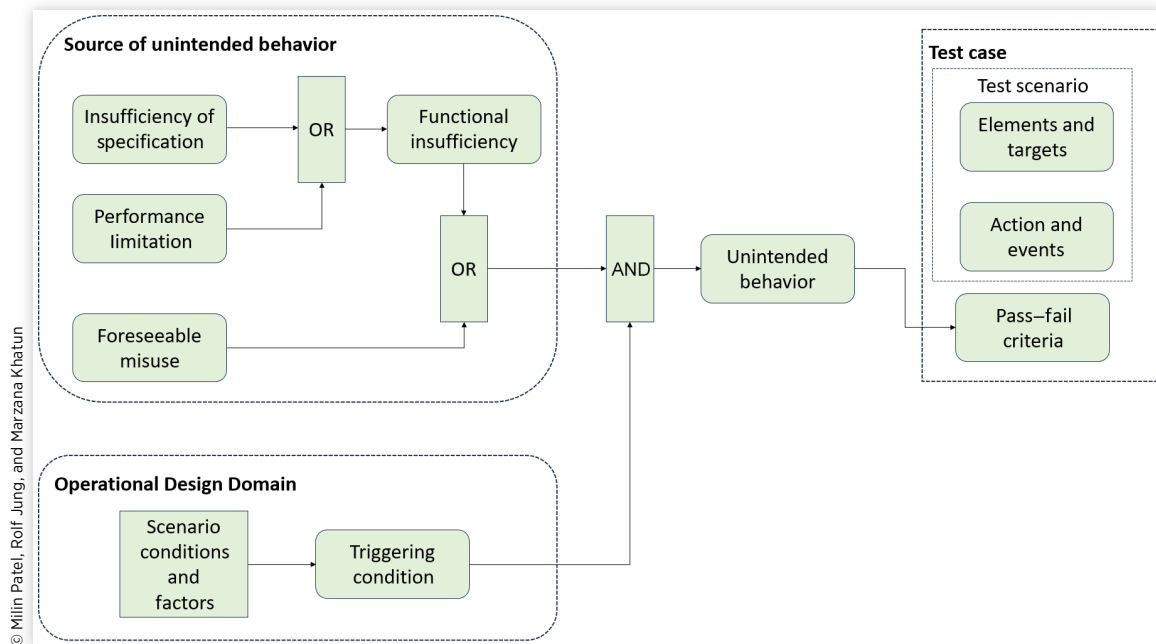 Source of unintended behavior
Insufficiency of
specification
OR
Functional
insufficiency
Performance
limitation
OR
Foreseeable
misuse
AND
Unintended
behavior
Test case
Test scenario
Elements and
targets
Action and
events
Pass–fail
criteria
Operational Design Domain
Scenario
conditions
and
factors
Triggering
condition
© Milin Patel, Rolf Jung, and Marzana Khatun